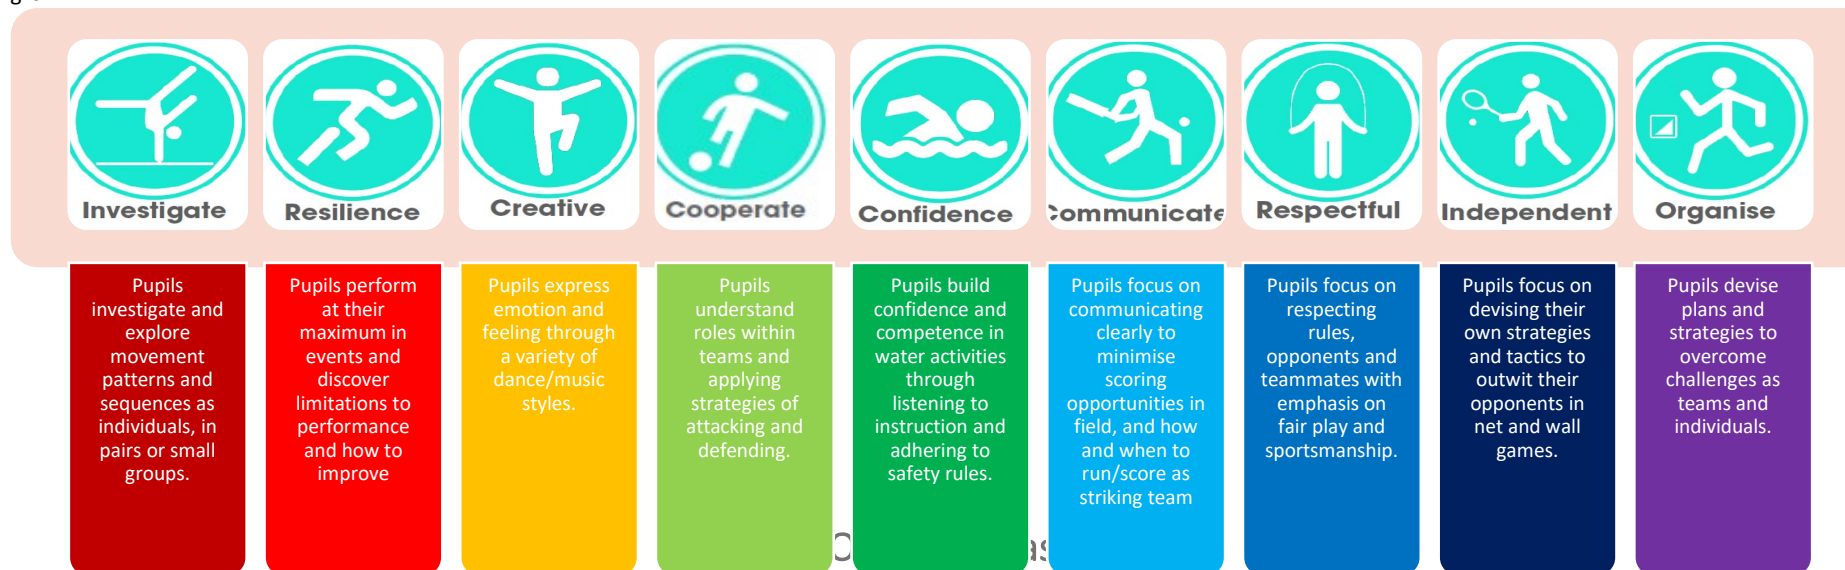 Investigate
Resilience
Creative
Cooperate
Confidence
Communicate
Respectful
Independent
Organise
Pupils
investigate and
explore
movement
patterns and
sequences as
individuals, in
pairs or small
groups.
Pupils perform
at their
maximum in
events and
discover
limitations to
performance
and how to
improve
Pupils express
emotion and
feeling through
a variety of
dance/music
styles.
Pupils
understand
roles within
teams and
applying
strategies of
attacking and
defending.
Pupils build
confidence and
competence in
water activities
through
listening to
instruction and
adhering to
safety rules.
Pupils focus on
communicating
clearly to
minimise
scoring
opportunities in
field, and how
and when to
run/score as
striking team
Pupils focus on
respecting
rules,
opponents and
teammates with
emphasis on
fair play and
sportsmanship.
Pupils focus on
devising their
own strategies
and tactics to
outwit their
opponents in
net and wall
games.
Pupils devise
plans and
strategies to
overcome
challenges as
teams and
individuals.